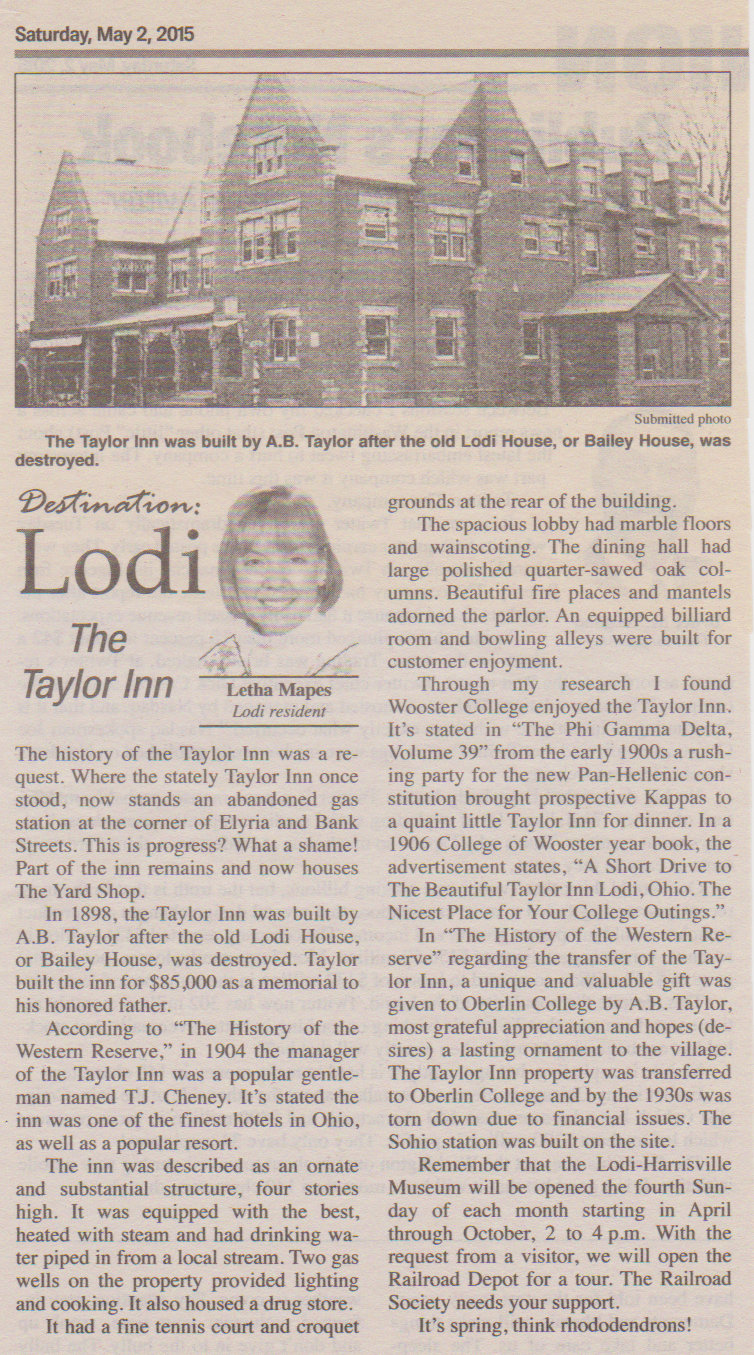 Saturday, May 2, 2015
Submitted photo
The Taylor Inn was built by A.B. Taylor after the old Lodi House, or Bailey House, was
destroyed.
Destination:
Lodi
The
Taylor Inn
Letha Mapes
Lodi resident
The history of the Taylor Inn was a re-
quest. Where the stately Taylor Inn once
stood, now stands an abandoned gas
station at the corner of Elyria and Bank
Streets. This is progress? What a shame!
Part of the inn remains and now houses
The Yard Shop.
In 1898, the Taylor Inn was built by
A.B. Taylor after the old Lodi House,
or Bailey House, was destroyed. Taylor
built the inn for $85,000 as a memorial to
his honored father.
According to “The History of the
Western Reserve,” in 1904 the manager
of the Taylor Inn was a popular gentle-
man named T.J. Cheney. It’s stated the
inn was one of the finest hotels in Ohio,
as well as a popular resort.
The inn was described as an ornate
and substantial structure, four stories
high. It was equipped with the best,
heated with steam and had drinking wa-
ter piped in from a local stream. Two gas
wells on the property provided lighting
and cooking. It also housed a drug store.
It had a fine tennis court and croquet
grounds at the rear of the building.
The spacious lobby had marble floors
and wainscoting. The dining hall had
large polished quarter-sawed oak col-
umns. Beautiful fire places and mantels
adorned the parlor. An equipped billiard
room and bowling alleys were built for
customer enjoyment.
Through my research I found
Wooster College enjoyed the Taylor Inn.
It’s stated in “The Phi Gamma Delta,
Volume 39” from the early 1900s a rush-
ing party for the new Pan-Hellenic con-
stitution brought prospective Kappas to
a quaint little Taylor Inn for dinner. In a
1906 College of Wooster year book, the
advertisement states, “A Short Drive to
The Beautiful Taylor Inn Lodi, Ohio. The
Nicest Place for Your College Outings.”
In “The History of the Western Re-
serve” regarding the transfer of the Tay-
lor Inn, a unique and valuable gift was
given to Oberlin College by A.B. Taylor,
most grateful appreciation and hopes (de-
sires) a lasting ornament to the village.
The Taylor Inn property was transferred
to Oberlin College and by the 1930s was
torn down due to financial issues. The
Sohio station was built on the site.
Remember that the Lodi-Harrisville
Museum will be opened the fourth Sun-
day of each month starting in April
through October, 2 to 4 p.m. With the
request from a visitor, we will open the
Railroad Depot for a tour. The Railroad
Society needs your support.
It’s spring, think rhododendrons!